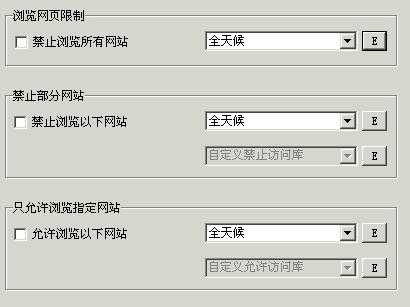 浏览网页限制
禁止浏览所有网站 全天候 E
禁止部分网站
禁止浏览以下网站 全天候 E
自定义禁止访问库 E
只允许浏览指定网站
允许浏览以下网站 全天候 E
自定义允许访问库 E